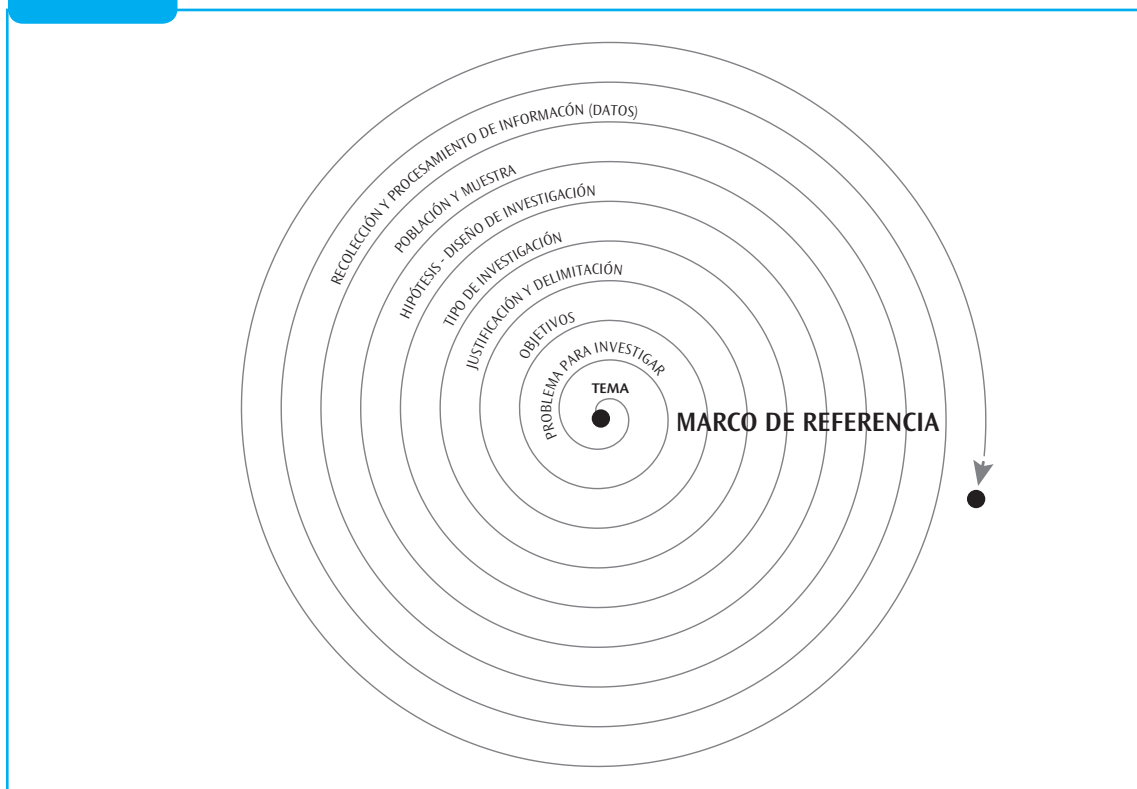 RECOLECCIÓN Y PROCESAMIENTO DE INFORMACÓN (DATOS)
POBLACIÓN Y MUESTRA
HIPÓTESIS - DISEÑO DE INVESTIGACIÓN
TIPO DE INVESTIGACIÓN
JUSTIFICACIÓN Y DELIMITACIÓN
OBJETIVOS
PROBLEMA PARA INVESTIGAR
TEMA
MARCO DE REFERENCIA